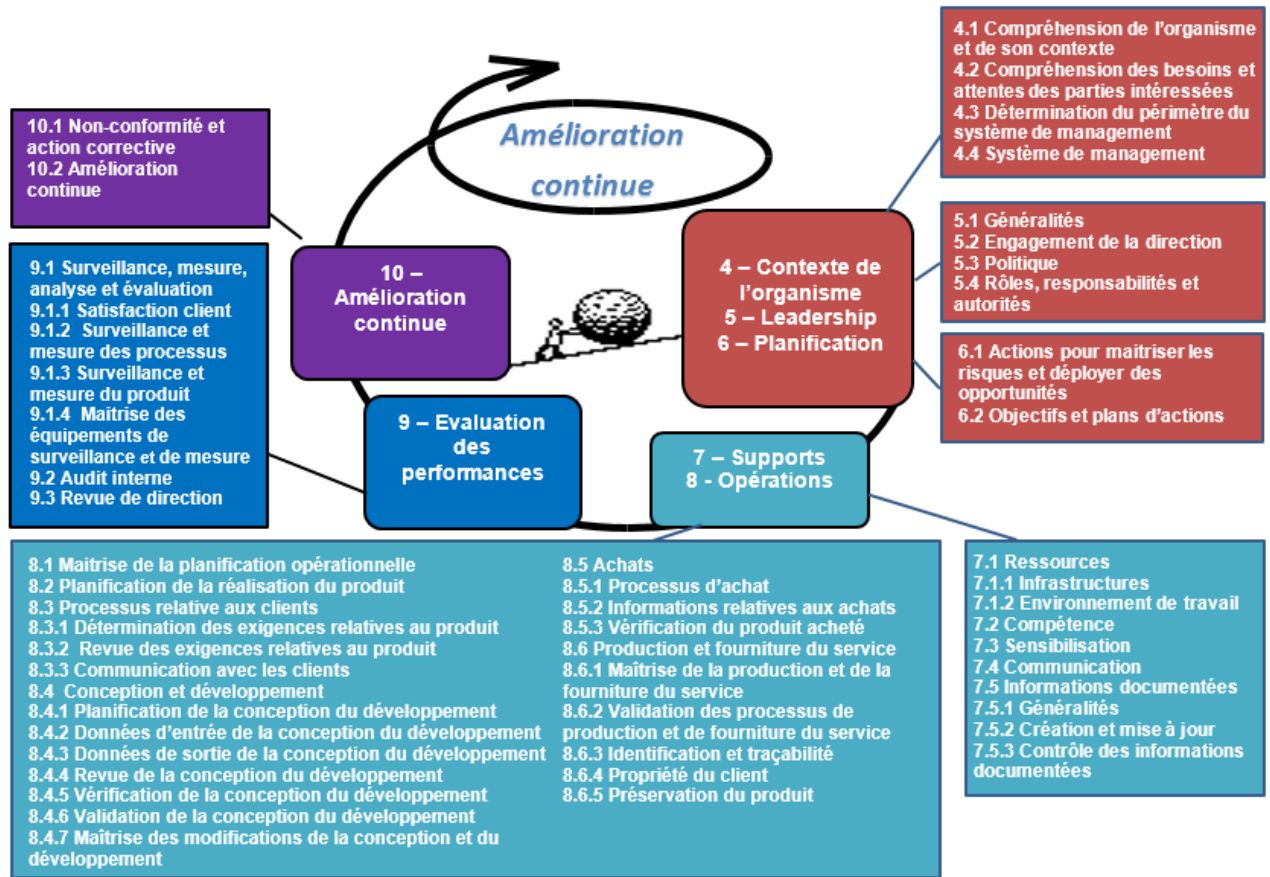 4.1 Compréhension de l'organisme
et de son contexte
4.2 Compréhension des besoins et
attentes des parties intéressées
4.3 Détermination du périmètre du
système de management
4.4 Système de management
10.1 Non-conformité et
action corrective
10.2 Amélioration
continue
Amélioration
continue
5.1 Généralités
5.2 Engagement de la direction
5.3 Politique
5.4 Rôles, responsabilités et
autorités
10 –
Amélioration
continue
4 – Contexte de
l'organisme
5 – Leadership
6 – Planification
9.1 Surveillance, mesure,
analyse et évaluation
9.1.1 Satisfaction client
9.1.2 Surveillance et
mesure des processus
9.1.3 Surveillance et
mesure du produit
9.1.4 Maitrise des
équipements de
surveillance et de mesure
9.2 Audit interne
9.3 Revue de direction
6.1 Actions pour maitriser les
risques et déployer des
opportunités
6.2 Objectifs et plans d'actions
9 – Evaluation
des
performances
7 – Supports
8 - Opérations
8.1 Maitrise de la planification opérationnelle
8.2 Planification de la réalisation du produit
8.3 Processus relative aux clients
8.3.1 Détermination des exigences relatives au produit
8.3.2 Revue des exigences relatives au produit
8.3.3 Communication avec les clients
8.4 Conception et développement
8.4.1 Planification de la conception du développement
8.4.2 Données d'entrée de la conception du développement
8.4.3 Données de sortie de la conception du développement
8.4.4 Revue de la conception du développement
8.4.5 Vérification de la conception du développement
8.4.6 Validation de la conception du développement
8.4.7 Maîtrise des modifications de la conception et du
développement
8.5 Achats
8.5.1 Processus d'achat
8.5.2 Informations relatives aux achats
8.5.3 Vérification du produit acheté
8.6 Production et fourniture du service
8.6.1 Maîtrise de la production et de la
fourniture du service
8.6.2 Validation des processus de
production et de fourniture du service
8.6.3 Identification et traçabilité
8.6.4 Propriété du client
8.6.5 Préservation du produit
7.1 Ressources
7.1.1 Infrastructures
7.1.2 Environnement de travail
7.2 Compétence
7.3 Sensibilisation
7.4 Communication
7.5 Informations documentées
7.5.1 Généralités
7.5.2 Création et mise à jour
7.5.3 Contrôle des informations
documentées